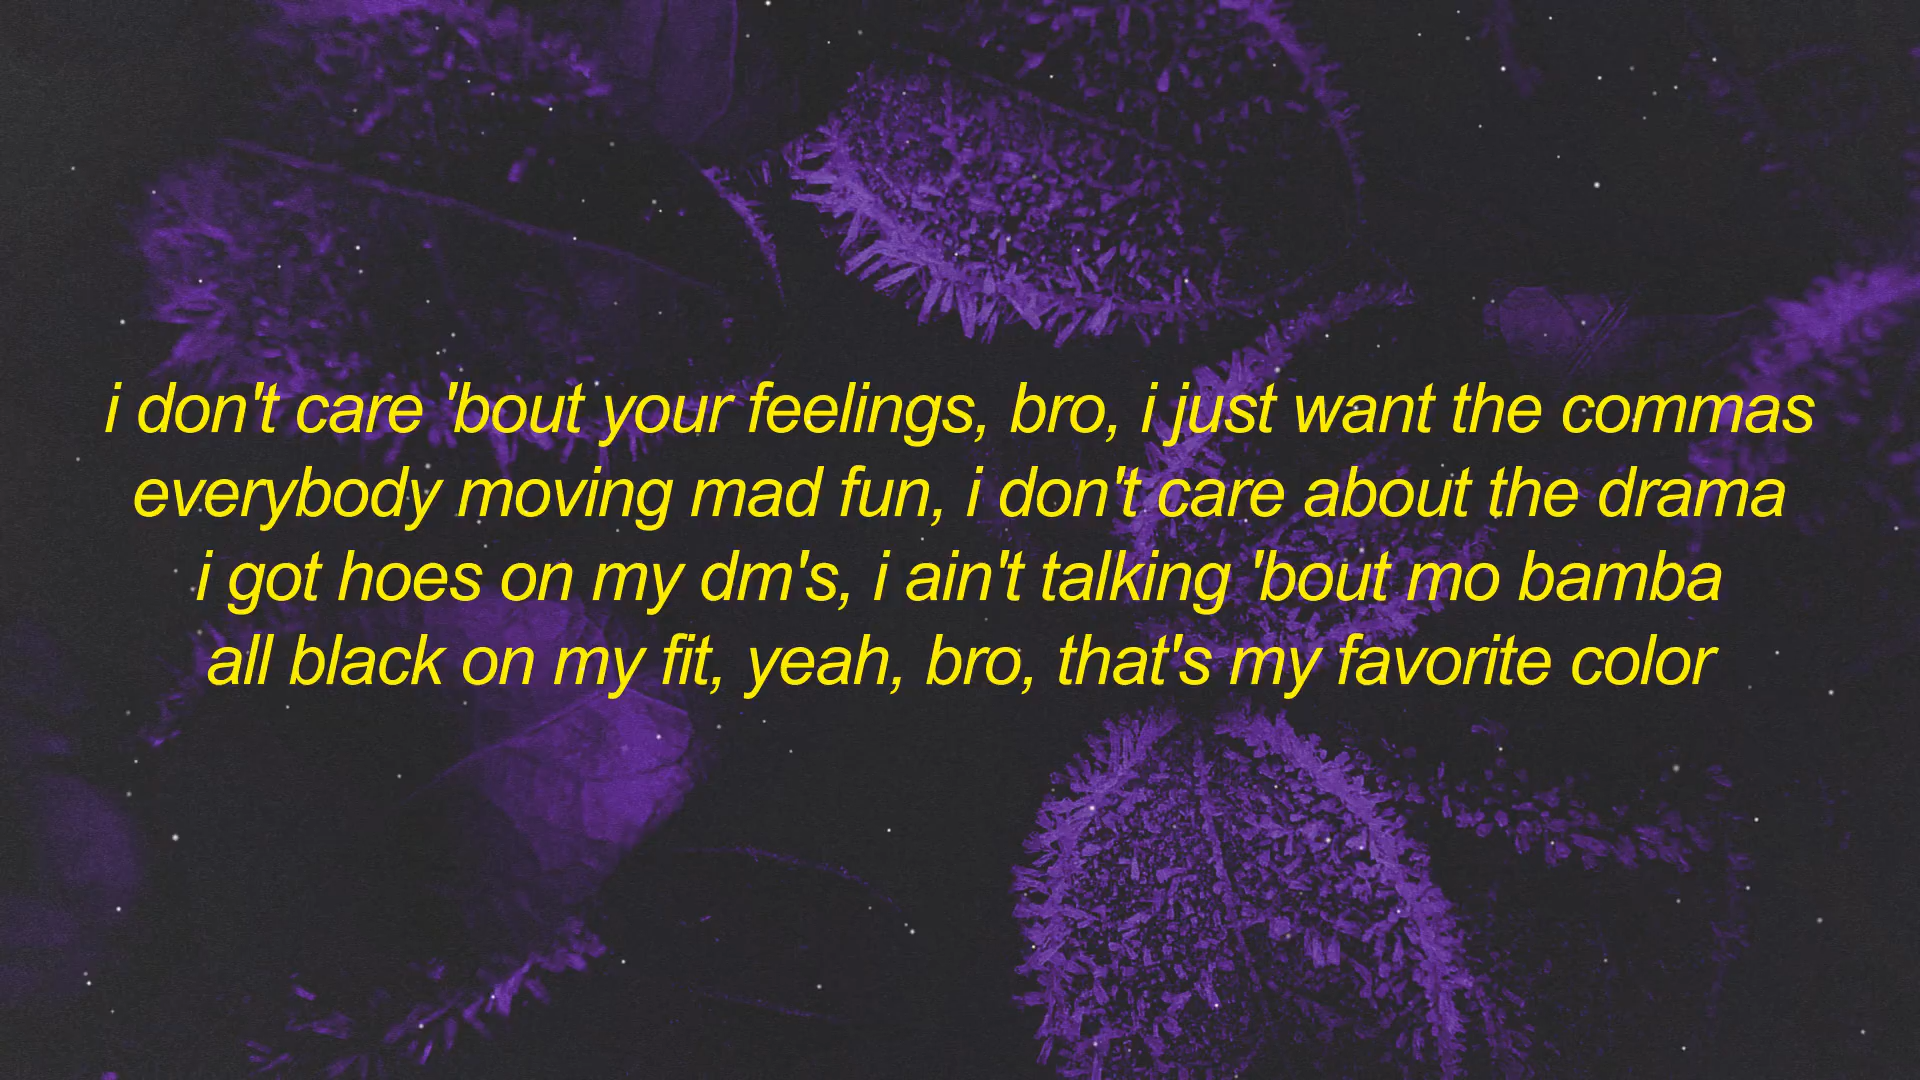 i don't care 'bout your feelings, bro, i just want the commas
everybody moving mad fun, i don't care about the drama
i got hoes on my dm's, i ain't talking 'bout mo bamba
all black on my fit, yeah, bro, that's my favorite color